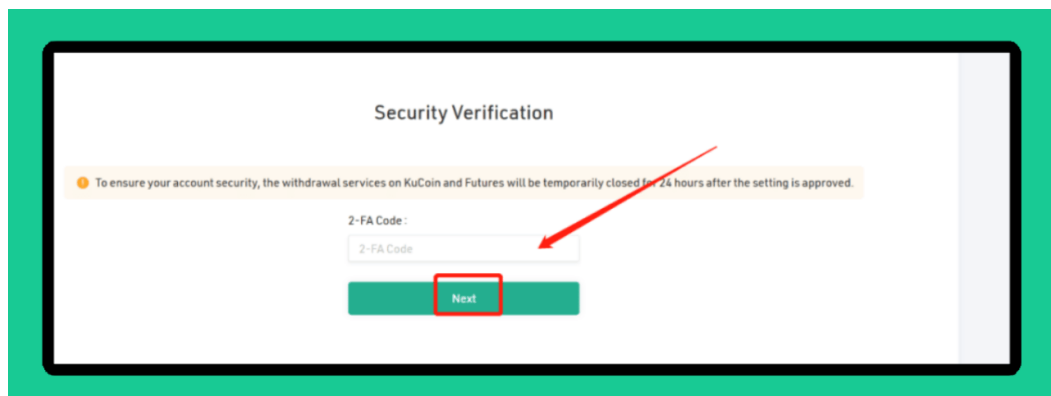 Security Verification
To ensure your account security, the withdrawal services on KuCoin and Futures will be temporarily closed for 24 hours after the setting is approved.
2-FA Code :
2-FA Code
Next